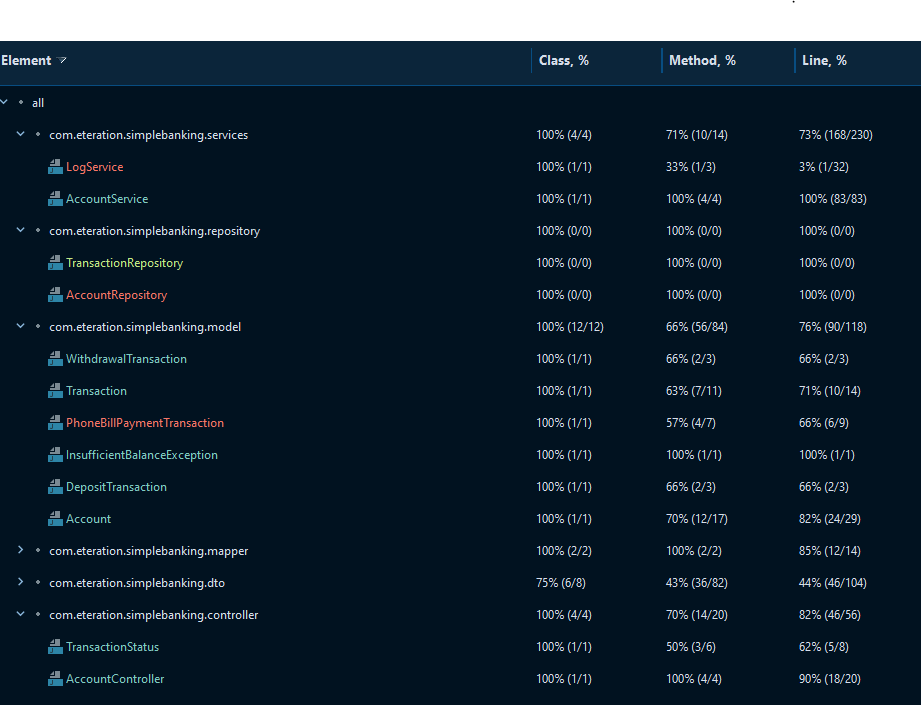 Element Class, % Method, % Line, %
all
com.eteration.simplebanking.services 100% (4/4) 71% (10/14) 73% (168/230)
LogService 100% (1/1) 33% (1/3) 3% (1/32)
AccountService 100% (1/1) 100% (4/4) 100% (83/83)
com.eteration.simplebanking.repository 100% (0/0) 100% (0/0) 100% (0/0)
TransactionRepository 100% (0/0) 100% (0/0) 100% (0/0)
AccountRepository 100% (0/0) 100% (0/0) 100% (0/0)
com.eteration.simplebanking.model 100% (12/12) 66% (56/84) 76% (90/118)
WithdrawalTransaction 100% (1/1) 66% (2/3) 66% (2/3)
Transaction 100% (1/1) 63% (7/11) 71% (10/14)
PhoneBillPaymentTransaction 100% (1/1) 57% (4/7) 66% (6/9)
InsufficientBalanceException 100% (1/1) 100% (1/1) 100% (1/1)
DepositTransaction 100% (1/1) 66% (2/3) 66% (2/3)
Account 100% (1/1) 70% (12/17) 82% (24/29)
com.eteration.simplebanking.mapper 100% (2/2) 100% (2/2) 85% (12/14)
com.eteration.simplebanking.dto 75% (6/8) 43% (36/82) 44% (46/104)
com.eteration.simplebanking.controller 100% (4/4) 70% (14/20) 82% (46/56)
TransactionStatus 100% (1/1) 50% (3/6) 62% (5/8)
AccountController 100% (1/1) 100% (4/4) 90% (18/20)